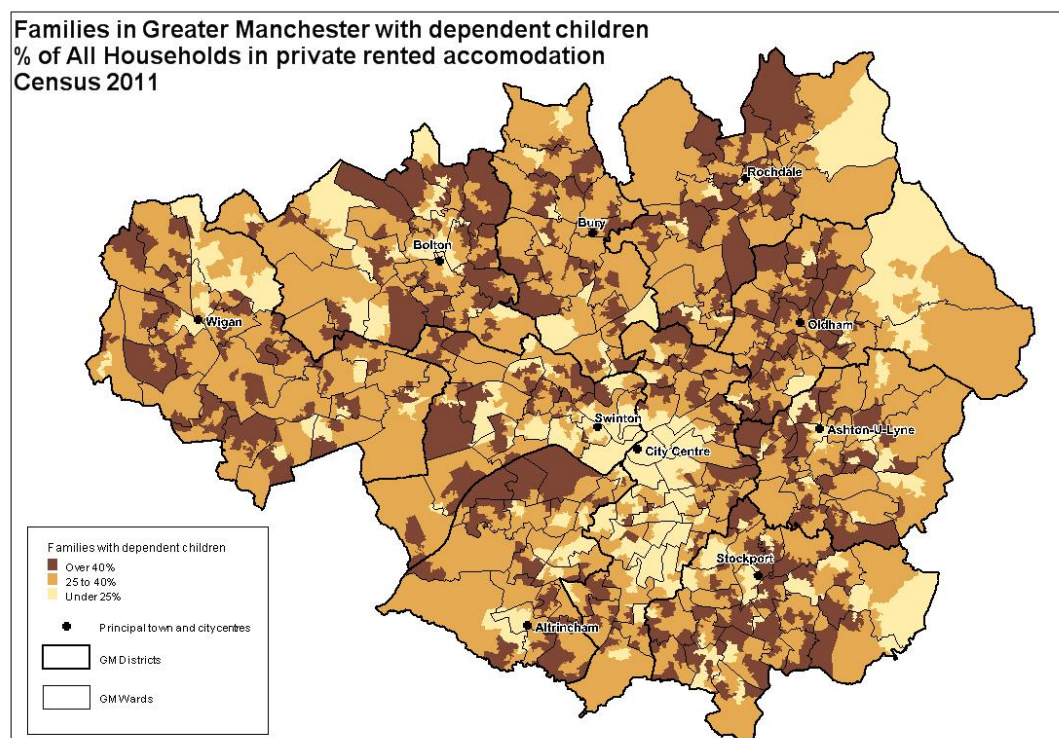 Families in Greater Manchester with dependent children
% of All Households in private rented accomodation
Census 2011
Rochdale
Bury
Bolton
Wigan
Oldham
Swinton
Ashton-U-Lyne
City Centre
Stockport
Altrincham
Families with dependent children
Over 40%
25 to 40%
Under 25%
Principal town and city centres
GM Districts
GM Wards